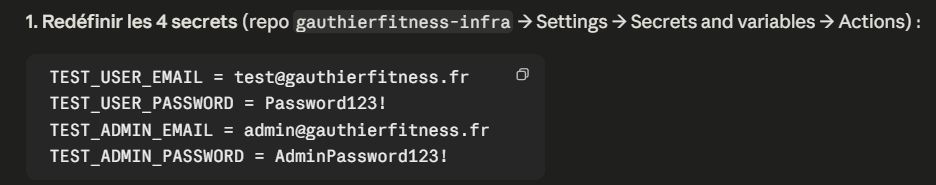 1. Redéfinir les 4 secrets (repo gauthierfitness-infra → Settings → Secrets and variables → Actions) :
TEST_USER_EMAIL = test@gauthierfitness.fr
TEST_USER_PASSWORD = Password123!
TEST_ADMIN_EMAIL = admin@gauthierfitness.fr
TEST_ADMIN_PASSWORD = AdminPassword123!